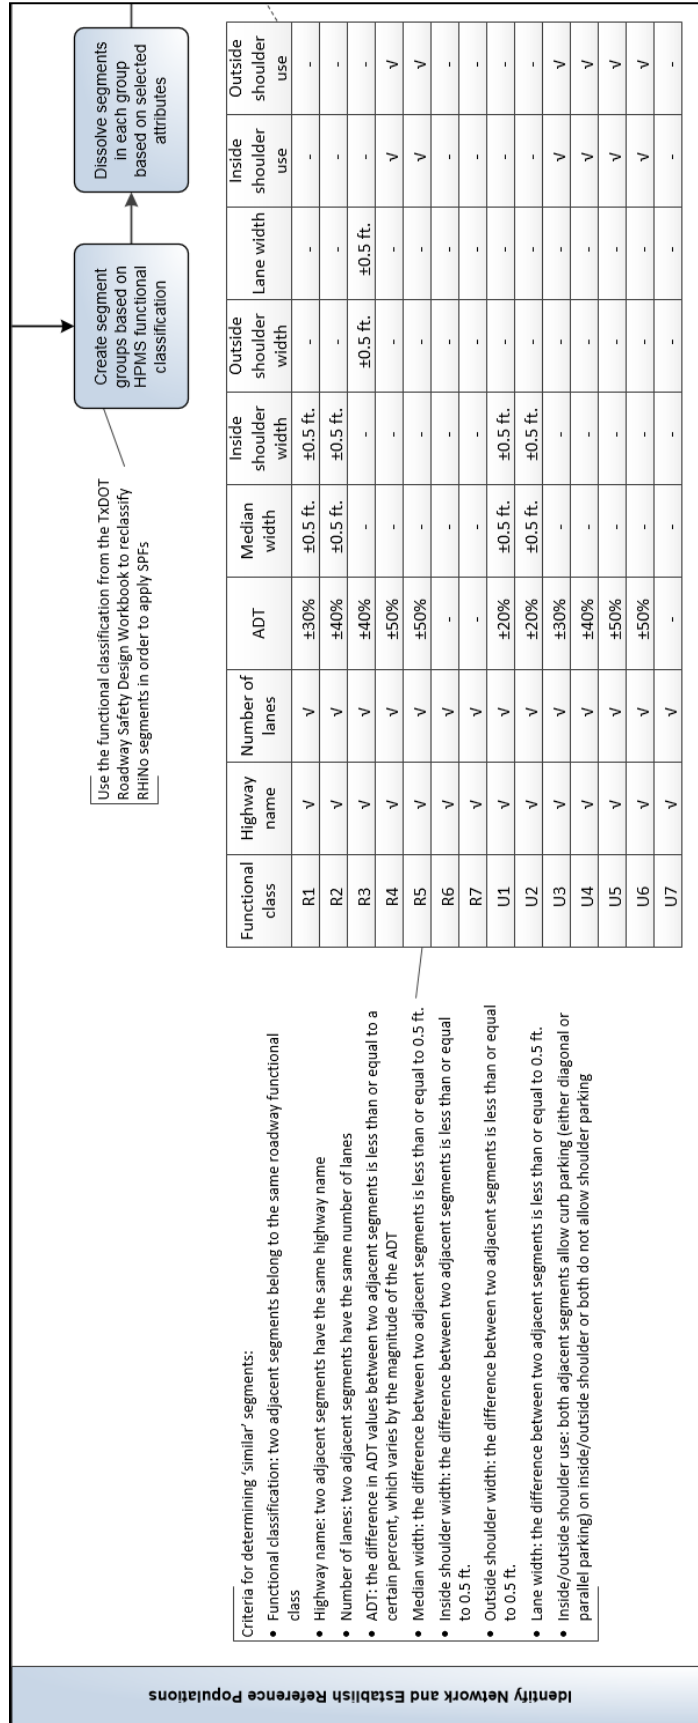 Identify Network and Establish Reference Populations
Create segment
groups based on
HPMS functional
classification
Dissolve segments
in each group
based on selected
attributes
Use the functional classification from the TxDOT
Roadway Safety Design Workbook to reclassify
RHiNo segments in order to apply SPFs
Criteria for determining ‘similar’ segments:
• Functional classification: two adjacent segments belong to the same roadway functional
class
• Highway name: two adjacent segments have the same highway name
• Number of lanes: two adjacent segments have the same number of lanes
• ADT: the difference in ADT values between two adjacent segments is less than or equal to a
certain percent, which varies by the magnitude of the ADT
• Median width: the difference between two adjacent segments is less than or equal to 0.5 ft.
• Inside shoulder width: the difference between two adjacent segments is less than or equal
to 0.5 ft.
• Outside shoulder width: the difference between two adjacent segments is less than or equal
to 0.5 ft.
• Lane width: the difference between two adjacent segments is less than or equal to 0.5 ft.
• Inside/outside shoulder use: both adjacent segments allow curb parking (either diagonal or
parallel parking) on inside/outside shoulder or both do not allow shoulder parking
Functional class Highway name Number of lanes ADT Median width Inside shoulder width Outside shoulder width Lane width Inside shoulder use Outside shoulder use
R1 √ √ ±30% ±0.5 ft. ±0.5 ft. - - - -
R2 √ √ ±40% ±0.5 ft. ±0.5 ft. - - - -
R3 √ √ ±40% - - ±0.5 ft. ±0.5 ft. - -
R4 √ √ ±50% - - - - √ √
R5 √ √ ±50% - - - - √ √
R6 √ √ - - - - - - -
R7 √ √ - - - - - - -
U1 √ √ ±20% ±0.5 ft. ±0.5 ft. - - - -
U2 √ √ ±20% ±0.5 ft. ±0.5 ft. - - - -
U3 √ √ ±30% - - - - √ √
U4 √ √ ±40% - - - - √ √
U5 √ √ ±50% - - - - √ √
U6 √ √ ±50% - - - - √ √
U7 √ √ - - - - - - -